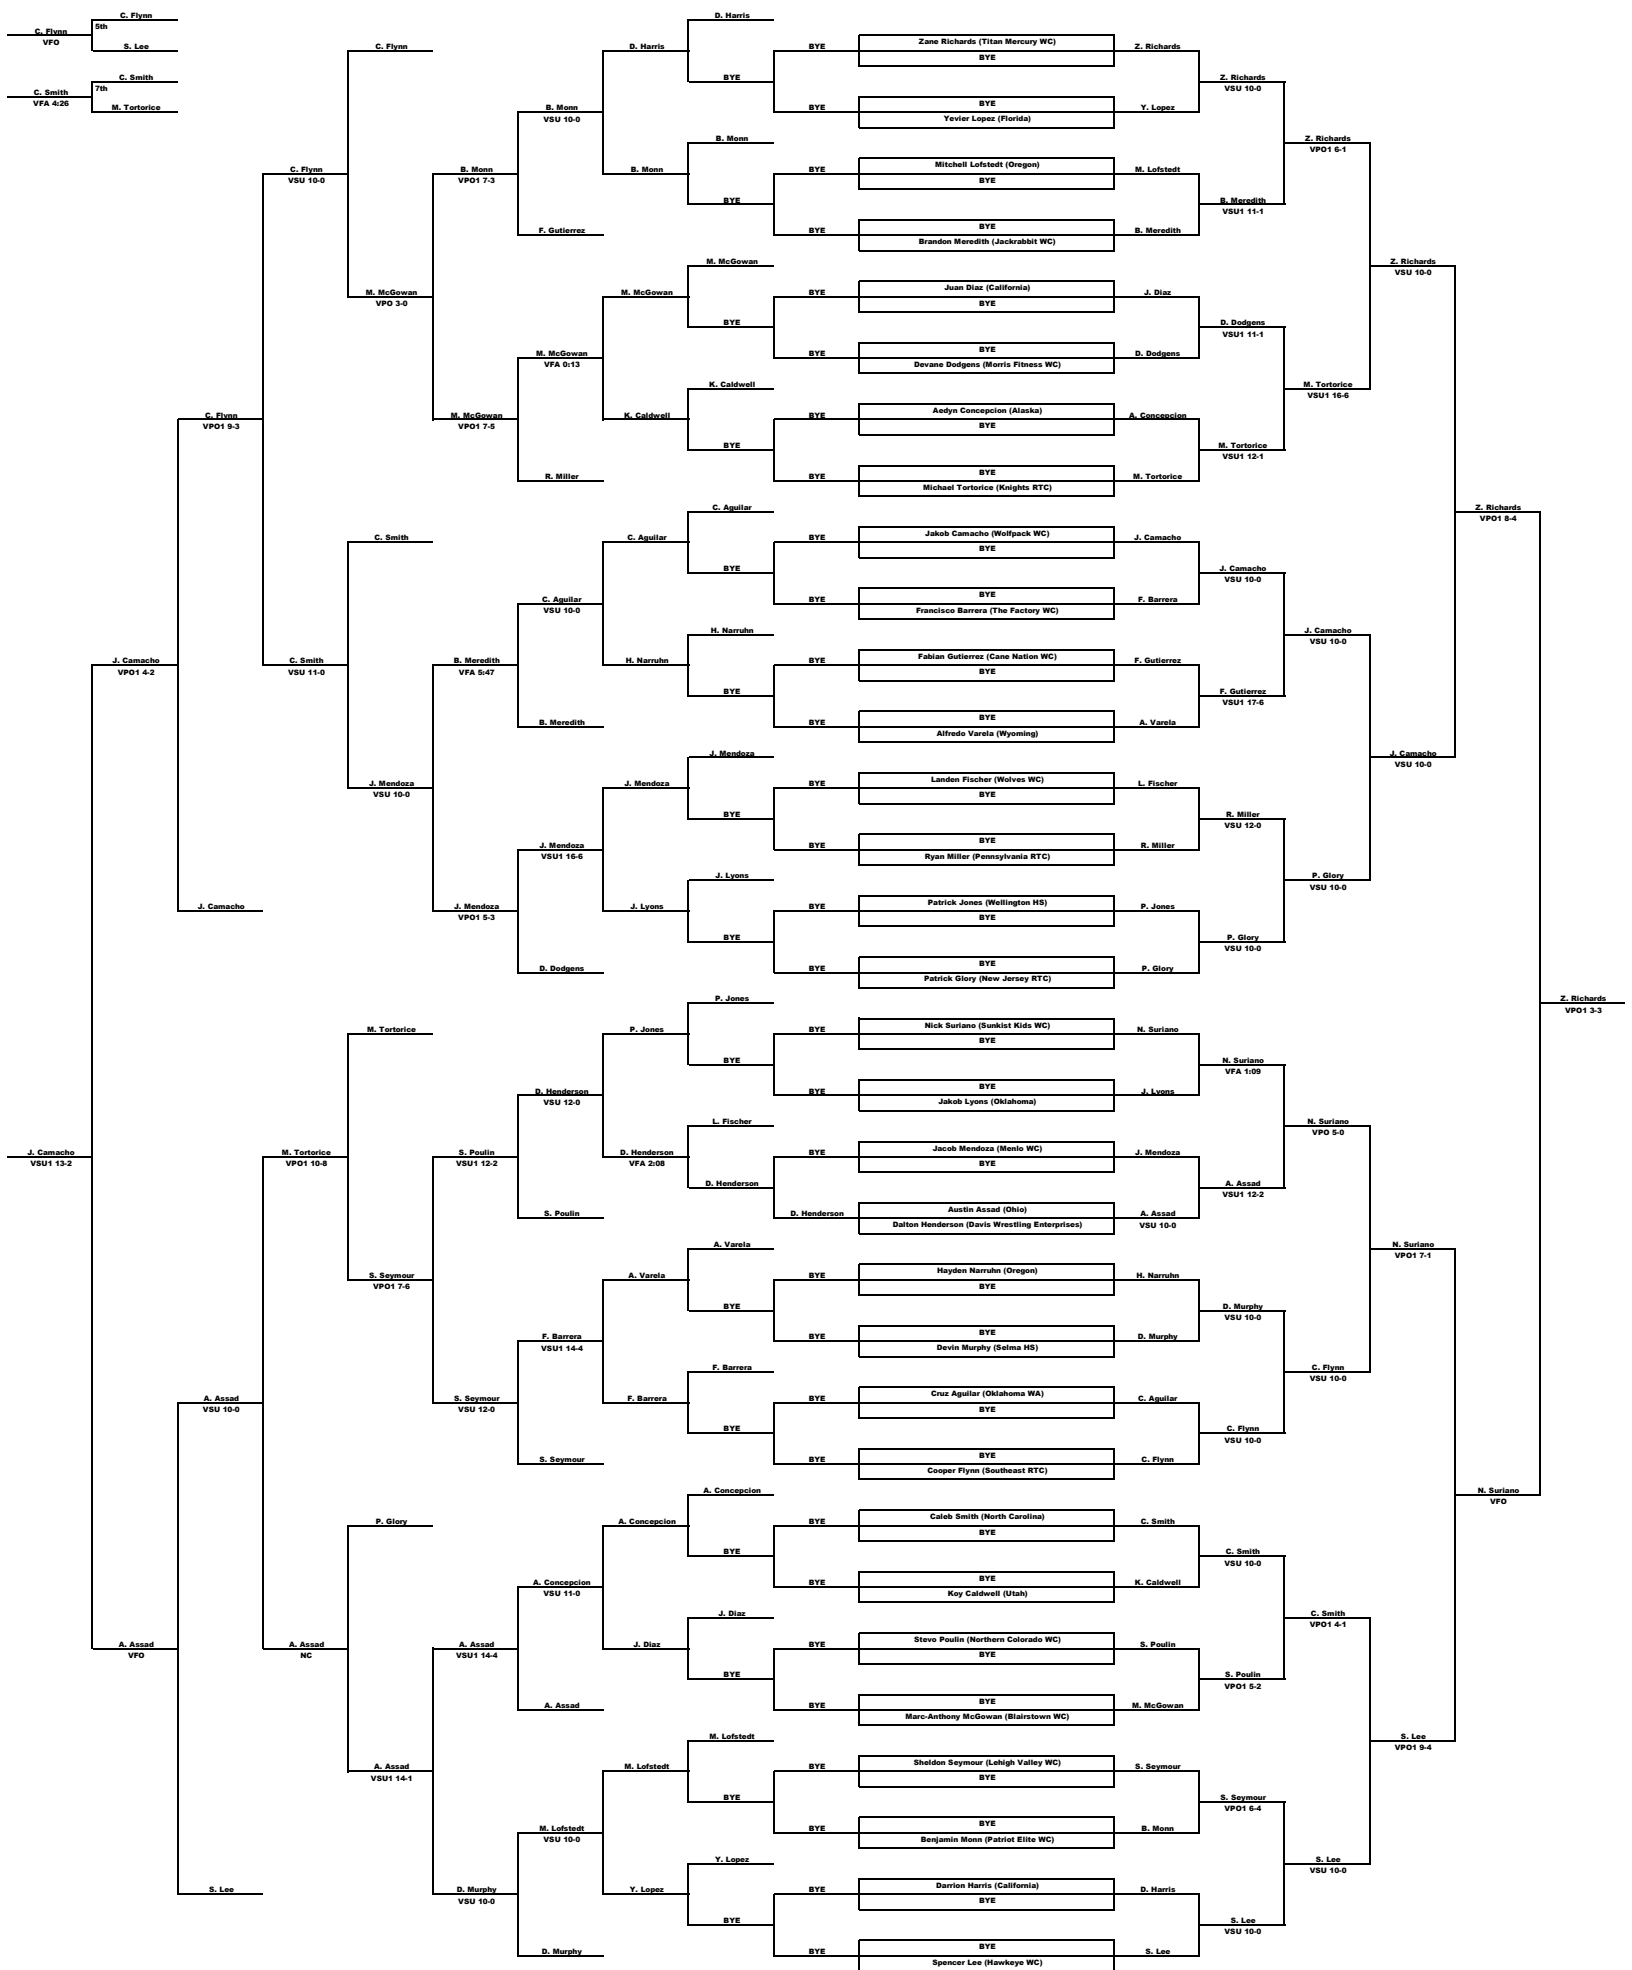 C. Flynn
5th
C. Flynn
VFO
S. Lee
C. Smith
7th
C. Smith
VFA 4:26
M. Tortorice
C. Flynn
VPO1 9-3
J. Camacho
VPO1 4-2
J. Camacho
J. Camacho
VSU1 13-2
A. Assad
VSU 10-0
A. Assad
VFO
S. Lee
C. Flynn
C. Flynn
VSU 10-0
M. McGowan
VPO 3-0
C. Smith
C. Smith
VSU 11-0
J. Mendoza
VSU 10-0
M. Tortorice
M. Tortorice
VPO1 10-8
S. Seymour
VPO1 7-6
P. Glory
A. Assad
NC
A. Assad
VSU1 14-1
B. Monn
VSU 10-0
B. Monn
VPO1 7-3
F. Gutierrez
M. McGowan
VFA 0:13
M. McGowan
VPO1 7-5
R. Miller
C. Aguilar
VSU 10-0
B. Meredith
VFA 5:47
B. Meredith
J. Mendoza
VSU1 16-6
J. Mendoza
VPO1 5-3
D. Dodgens
D. Henderson
VSU 12-0
S. Poulin
VSU1 12-2
S. Poulin
F. Barrera
VSU1 14-4
S. Seymour
VSU 12-0
S. Seymour
A. Concepcion
VSU 11-0
A. Assad
VSU1 14-4
A. Assad
M. Lofstedt
VSU 10-0
D. Murphy
VSU 10-0
D. Murphy
D. Harris
D. Harris
BYE
B. Monn
B. Monn
BYE
M. McGowan
M. McGowan
BYE
K. Caldwell
K. Caldwell
BYE
C. Aguilar
C. Aguilar
BYE
H. Narruhn
H. Narruhn
BYE
J. Mendoza
J. Mendoza
BYE
J. Lyons
J. Lyons
BYE
P. Jones
P. Jones
BYE
L. Fischer
D. Henderson
VFA 2:08
D. Henderson
A. Varela
A. Varela
BYE
F. Barrera
F. Barrera
BYE
A. Concepcion
A. Concepcion
BYE
J. Diaz
J. Diaz
BYE
M. Lofstedt
M. Lofstedt
BYE
Y. Lopez
Y. Lopez
BYE
BYE
Zane Richards (Titan Mercury WC)
BYE
Z. Richards
BYE
BYE
Yevier Lopez (Florida)
Y. Lopez
BYE
Mitchell Lofstedt (Oregon)
BYE
M. Lofstedt
BYE
BYE
Brandon Meredith (Jackrabbit WC)
B. Meredith
BYE
Juan Diaz (California)
BYE
J. Diaz
BYE
BYE
Devane Dodgens (Morris Fitness WC)
D. Dodgens
BYE
Aedyn Concepcion (Alaska)
BYE
A. Concepcion
BYE
BYE
Michael Tortorice (Knights RTC)
M. Tortorice
BYE
Jakob Camacho (Wolfpack WC)
BYE
J. Camacho
BYE
BYE
Francisco Barrera (The Factory WC)
F. Barrera
BYE
Fabian Gutierrez (Cane Nation WC)
BYE
F. Gutierrez
BYE
BYE
Alfredo Varela (Wyoming)
A. Varela
BYE
Landen Fischer (Wolves WC)
BYE
L. Fischer
BYE
BYE
Ryan Miller (Pennsylvania RTC)
R. Miller
BYE
Patrick Jones (Wellington HS)
BYE
P. Jones
BYE
BYE
Patrick Glory (New Jersey RTC)
P. Glory
BYE
Nick Suriano (Sunkist Kids WC)
BYE
N. Suriano
BYE
BYE
Jakob Lyons (Oklahoma)
J. Lyons
BYE
Jacob Mendoza (Menlo WC)
BYE
J. Mendoza
D. Henderson
Austin Assad (Ohio)
Dalton Henderson (Davis Wrestling Enterprises)
A. Assad
VSU 10-0
BYE
Hayden Narruhn (Oregon)
BYE
H. Narruhn
BYE
BYE
Devin Murphy (Selma HS)
D. Murphy
BYE
Cruz Aguilar (Oklahoma WA)
BYE
C. Aguilar
BYE
BYE
Cooper Flynn (Southeast RTC)
C. Flynn
BYE
Caleb Smith (North Carolina)
BYE
C. Smith
BYE
BYE
Koy Caldwell (Utah)
K. Caldwell
BYE
Stevo Poulin (Northern Colorado WC)
BYE
S. Poulin
BYE
BYE
Marc-Anthony McGowan (Blairstown WC)
M. McGowan
BYE
Sheldon Seymour (Lehigh Valley WC)
BYE
S. Seymour
BYE
BYE
Benjamin Monn (Patriot Elite WC)
B. Monn
BYE
Darrion Harris (California)
BYE
D. Harris
BYE
BYE
Spencer Lee (Hawkeye WC)
S. Lee
Z. Richards
VSU 10-0
B. Meredith
VSU1 11-1
D. Dodgens
VSU1 11-1
M. Tortorice
VSU1 12-1
J. Camacho
VSU 10-0
F. Gutierrez
VSU1 17-6
R. Miller
VSU 12-0
P. Glory
VSU 10-0
N. Suriano
VFA 1:09
A. Assad
VSU1 12-2
D. Murphy
VSU 10-0
C. Flynn
VSU 10-0
C. Smith
VSU 10-0
S. Poulin
VPO1 5-2
S. Seymour
VPO1 6-4
S. Lee
VSU 10-0
Z. Richards
VPO1 6-1
M. Tortorice
VSU1 16-6
J. Camacho
VSU 10-0
P. Glory
VSU 10-0
N. Suriano
VPO 5-0
C. Flynn
VSU 10-0
C. Smith
VPO1 4-1
S. Lee
VSU 10-0
Z. Richards
VSU 10-0
J. Camacho
VSU 10-0
N. Suriano
VPO1 7-1
S. Lee
VPO1 9-4
Z. Richards
VPO1 8-4
N. Suriano
VFO
Z. Richards
VPO1 3-3